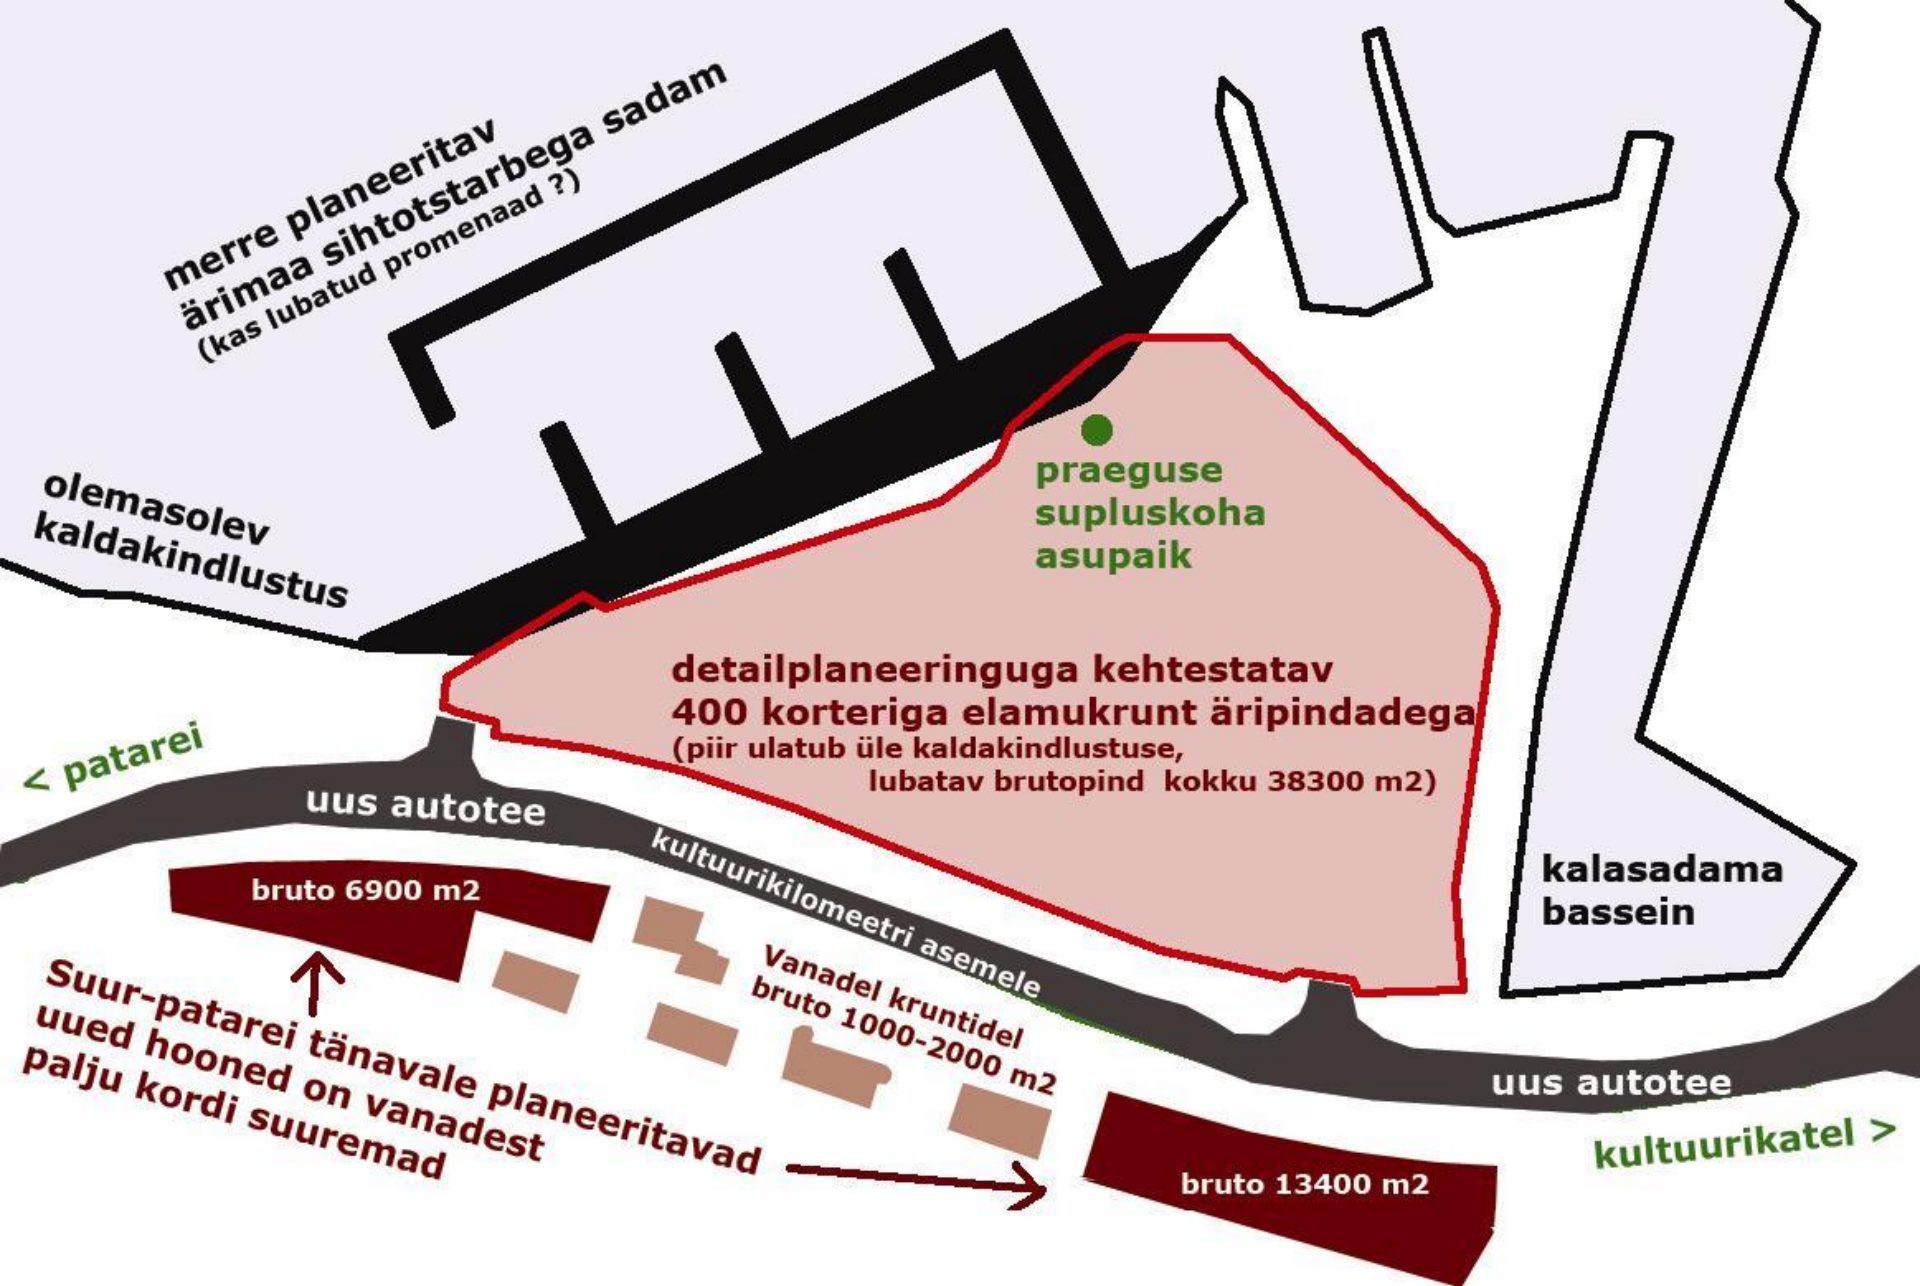 merre planeeritav
ärimaa sihtotstarbega sadam
(kas lubatud promenaad ?)
olemasolev
kaldakindlustus
praeguse
supluskoha
asupaik
detailplaneeringuga kehtestatav
400 korteriga elamukrunt äripindadega
(piir ulatub üle kaldakindlustuse,
lubatav brutopind kokku 38300 m2)
< patarei
uus autotee
kultuurikilomeetri asemele
kalasadama
bassein
bruto 6900 m2
Vanadel kruntidel
bruto 1000-2000 m2
Suur-patarei tänavale planeeritavad
uued hooned on vanadest
palju kordi suuremad
uus autotee
kultuurikatel >
bruto 13400 m2